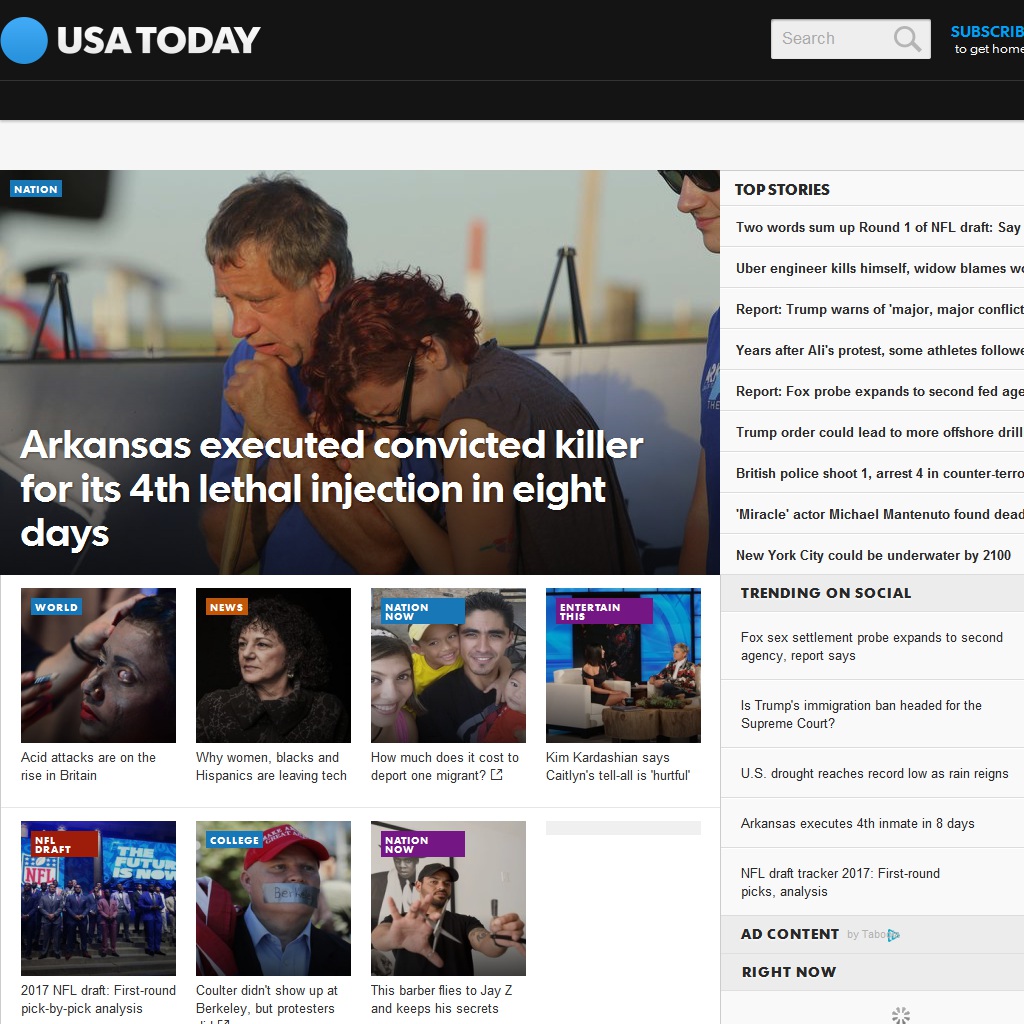 USA TODAY
Search
SUBSCRIB
to get home
NATION
Arkansas executed convicted killer
for its 4th lethal injection in eight
days
TOP STORIES
Two words sum up Round 1 of NFL draft: Say
Uber engineer kills himself, widow blames wo
Report: Trump warns of 'major, major conflict
Years after Ali's protest, some athletes followe
Report: Fox probe expands to second fed age
Trump order could lead to more offshore drill
British police shoot 1, arrest 4 in counter-terro
'Miracle' actor Michael Mantenuto found dead
New York City could be underwater by 2100
TRENDING ON SOCIAL
Fox sex settlement probe expands to second
agency, report says
Is Trump's immigration ban headed for the
Supreme Court?
U.S. drought reaches record low as rain reigns
Arkansas executes 4th inmate in 8 days
NFL draft tracker 2017: First-round
picks, analysis
AD CONTENT by Taboola
RIGHT NOW
WORLD
Acid attacks are on the
rise in Britain
NEWS
Why women, blacks and
Hispanics are leaving tech
NATION
NOW
How much does it cost to
deport one migrant?
ENTERTAIN
THIS
Kim Kardashian says
Caitlyn's tell-all is 'hurtful'
NFL
DRAFT
NFL
THE
FUTURE
IS NOW
2017 NFL draft: First-round
pick-by-pick analysis
COLLEGE
Coulter didn't show up at
Berkeley, but protesters
NATION
NOW
This barber flies to Jay Z
and keeps his secrets